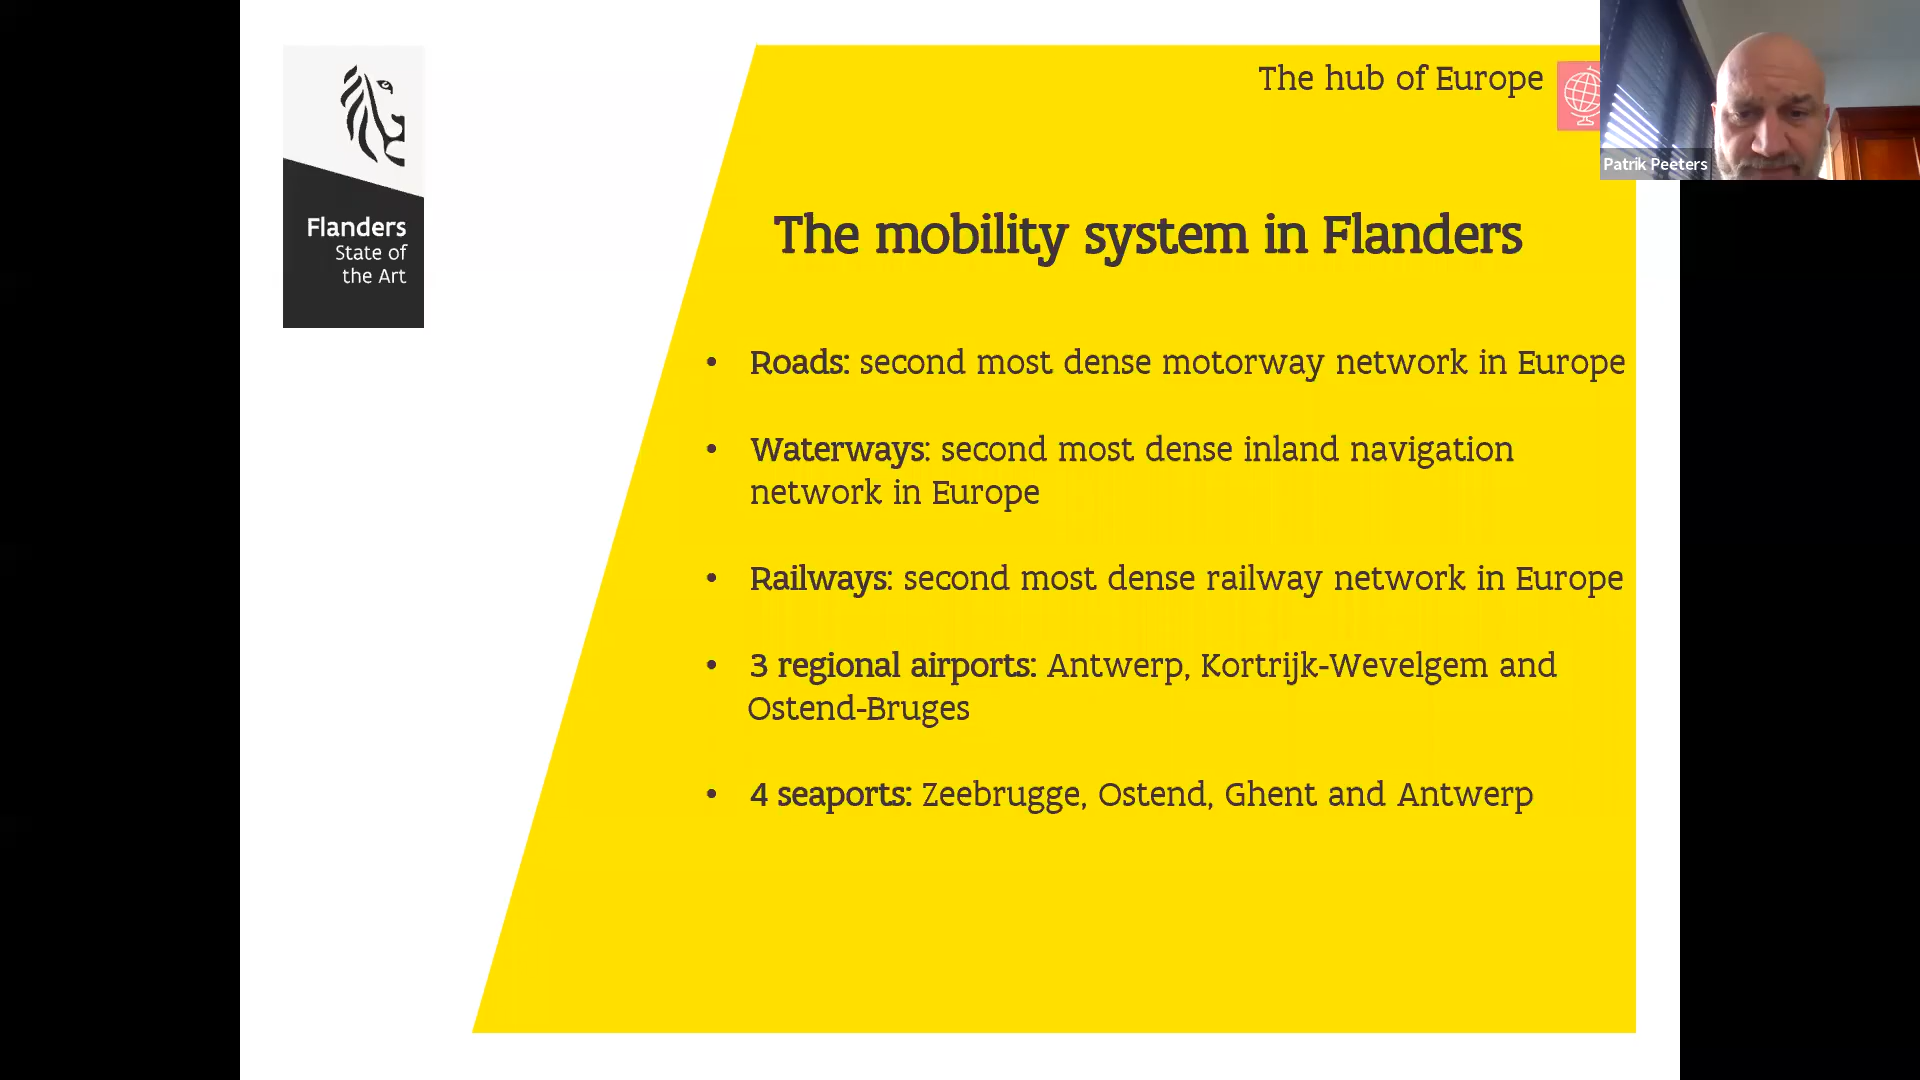 Flanders
State of
the Art
The hub of Europe
Patrik Peeters
The mobility system in Flanders
• Roads: second most dense motorway network in Europe
• Waterways: second most dense inland navigation
network in Europe
• Railways: second most dense railway network in Europe
• 3 regional airports: Antwerp, Kortrijk-Wevelgem and
Ostend-Bruges
• 4 seaports: Zeebrugge, Ostend, Ghent and Antwerp